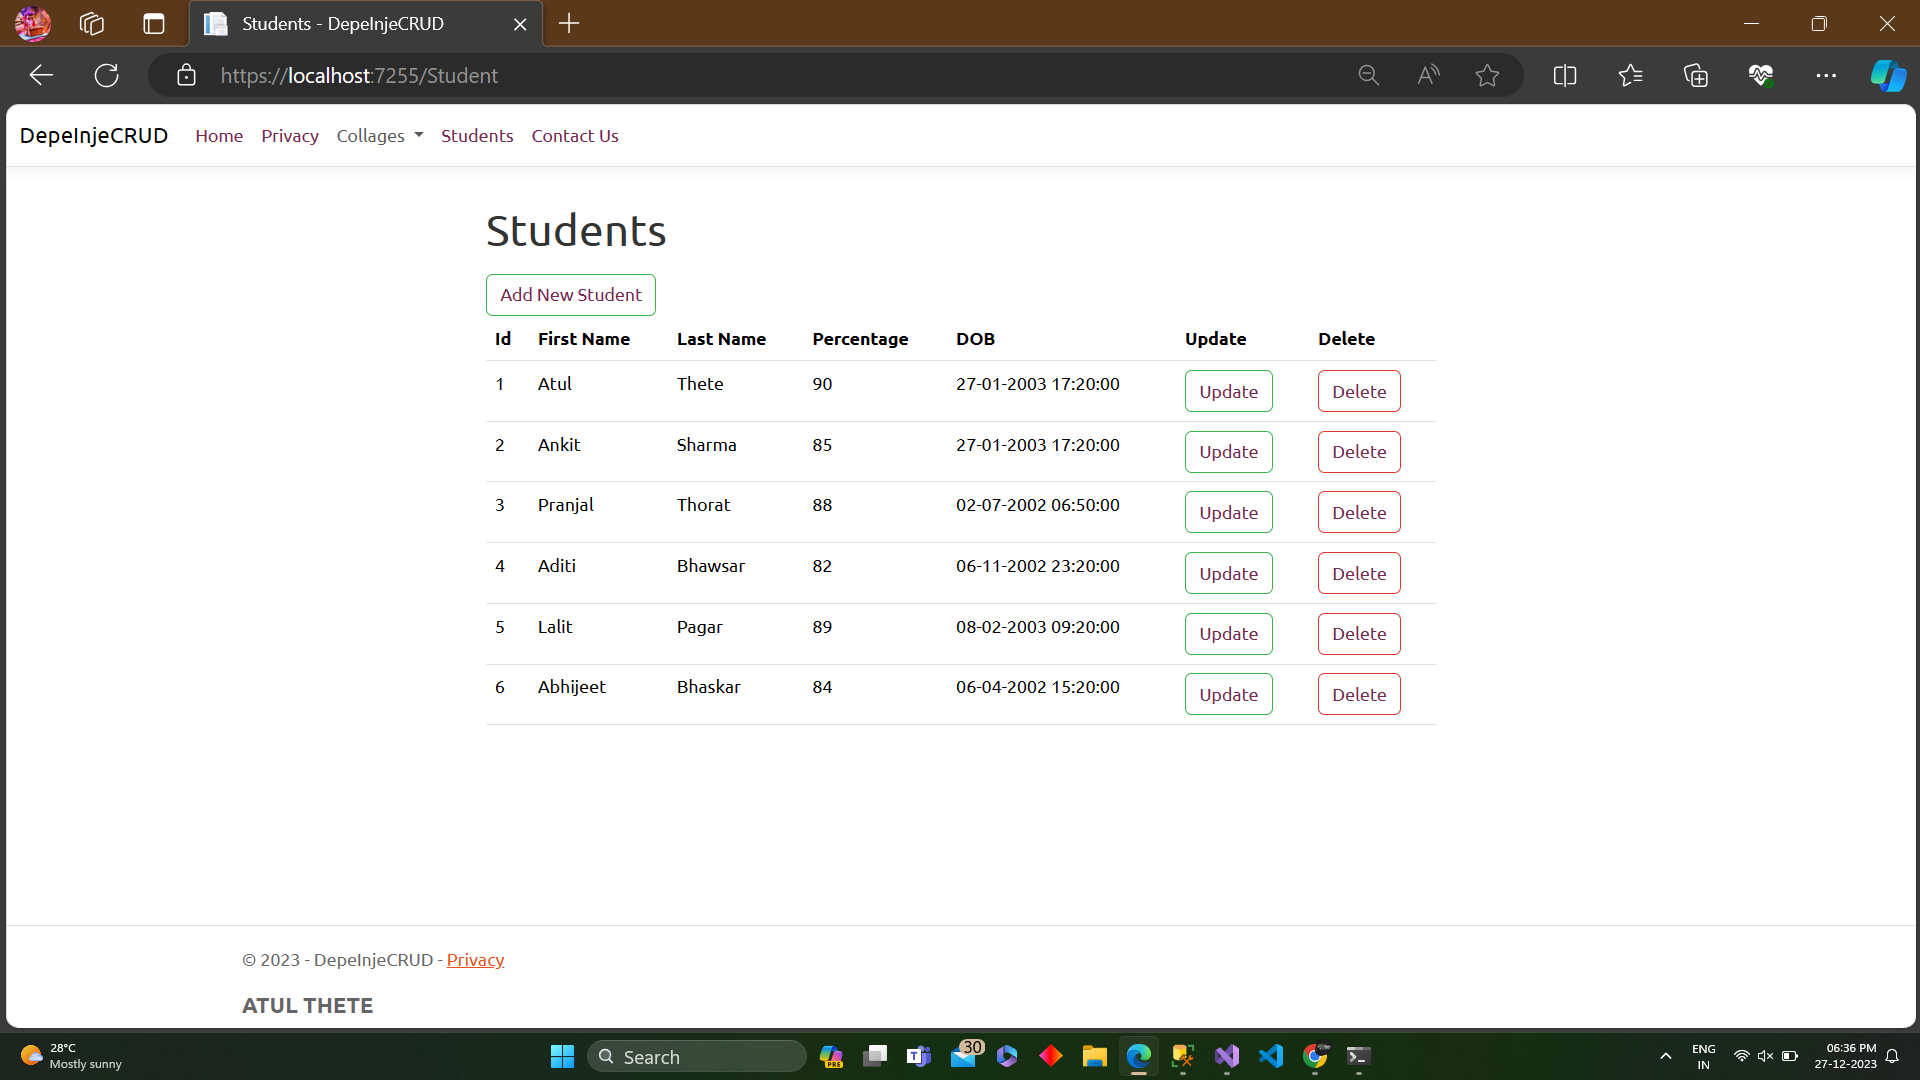 Students - DepeInjeCRUD
https://localhost:7255/Student
DepeInjeCRUD Home Privacy Collages Students Contact Us
Students
Add New Student
Id First Name Last Name Percentage DOB Update Delete
1 Atul Thete 90 27-01-2003 17:20:00 Update Delete
2 Ankit Sharma 85 27-01-2003 17:20:00 Update Delete
3 Pranjal Thorat 88 02-07-2002 06:50:00 Update Delete
4 Aditi Bhawsar 82 06-11-2002 23:20:00 Update Delete
5 Lalit Pagar 89 08-02-2003 09:20:00 Update Delete
6 Abhijeet Bhaskar 84 06-04-2002 15:20:00 Update Delete
© 2023 - DepeInjeCRUD - Privacy
ATUL THETE
28°C
Mostly sunny
Search
PRE
30
ENG
IN
06:36 PM
27-12-2023